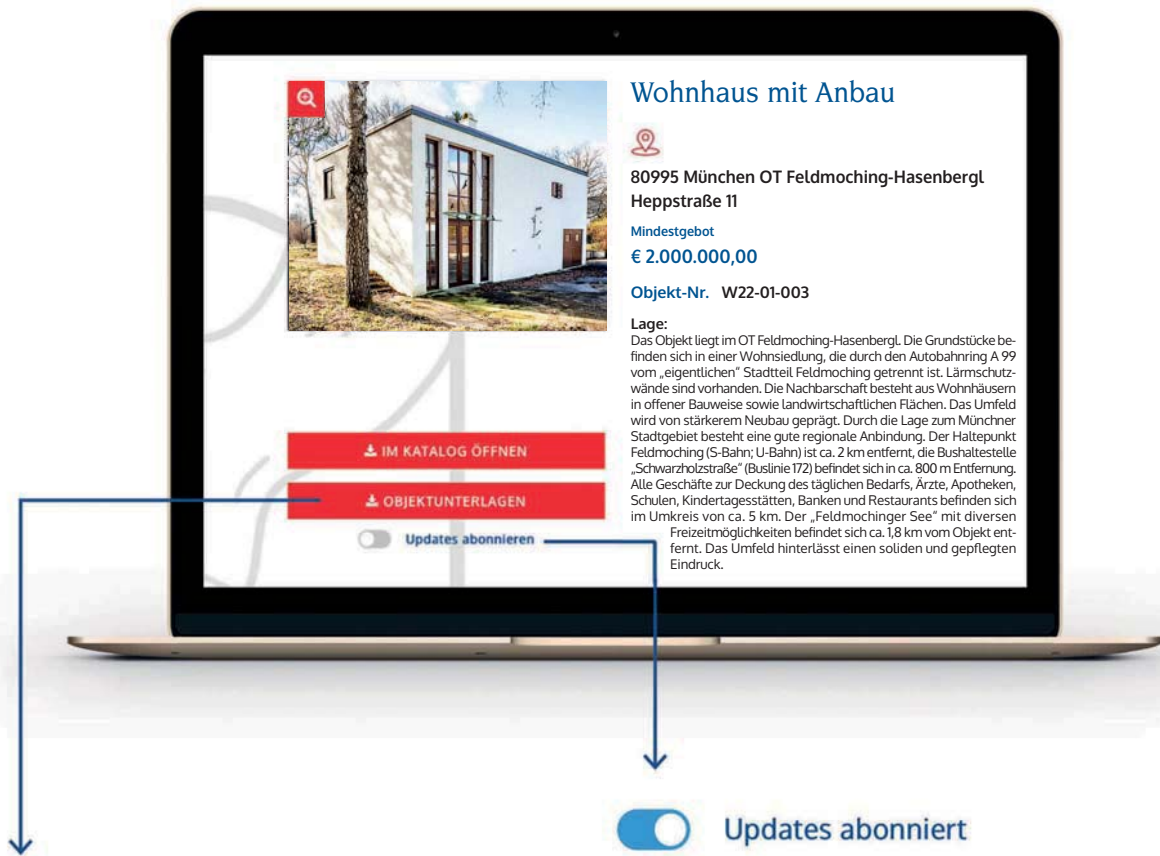 Wohnhaus mit Anbau
80995 München OT Feldmoching-Hasenbergl
Heppstraße 11
Mindestgebot
€ 2.000.000,00
Objekt-Nr. W22-01-003
Lage:
Das Objekt liegt im OT Feldmoching-Hasenbergl. Die Grundstücke be-
finden sich in einer Wohnsiedlung, die durch den Autobahnring A 99
vom „eigentlichen“ Stadtteil Feldmoching getrennt ist. Lärmschutz-
wände sind vorhanden. Die Nachbarschaft besteht aus Wohnhäusern
in offener Bauweise sowie landwirtschaftlichen Flächen. Das Umfeld
wird von stärkerem Neubau geprägt. Durch die Lage zum Münchner
Stadtgebiet besteht eine gute regionale Anbindung. Der Haltepunkt
Feldmoching (S-Bahn; U-Bahn) ist ca. 2 km entfernt, die Bushaltestelle
„Schwarzholzstraße“ (Buslinie 172) befindet sich in ca. 800 m Entfernung.
Alle Geschäfte zur Deckung des täglichen Bedarfs, Ärzte, Apotheken,
Schulen, Kindertagesstätten, Banken und Restaurants befinden sich
im Umkreis von ca. 5 km. Der „Feldmochinger See“ mit diversen
Freizeitmöglichkeiten befindet sich ca. 1,8 km vom Objekt ent-
fernt. Das Umfeld hinterlässt einen soliden und gepflegten
Eindruck.
IM KATALOG ÖFFNEN
OBJEKTUNTERLAGEN
Updates abonnieren
Updates abonniert